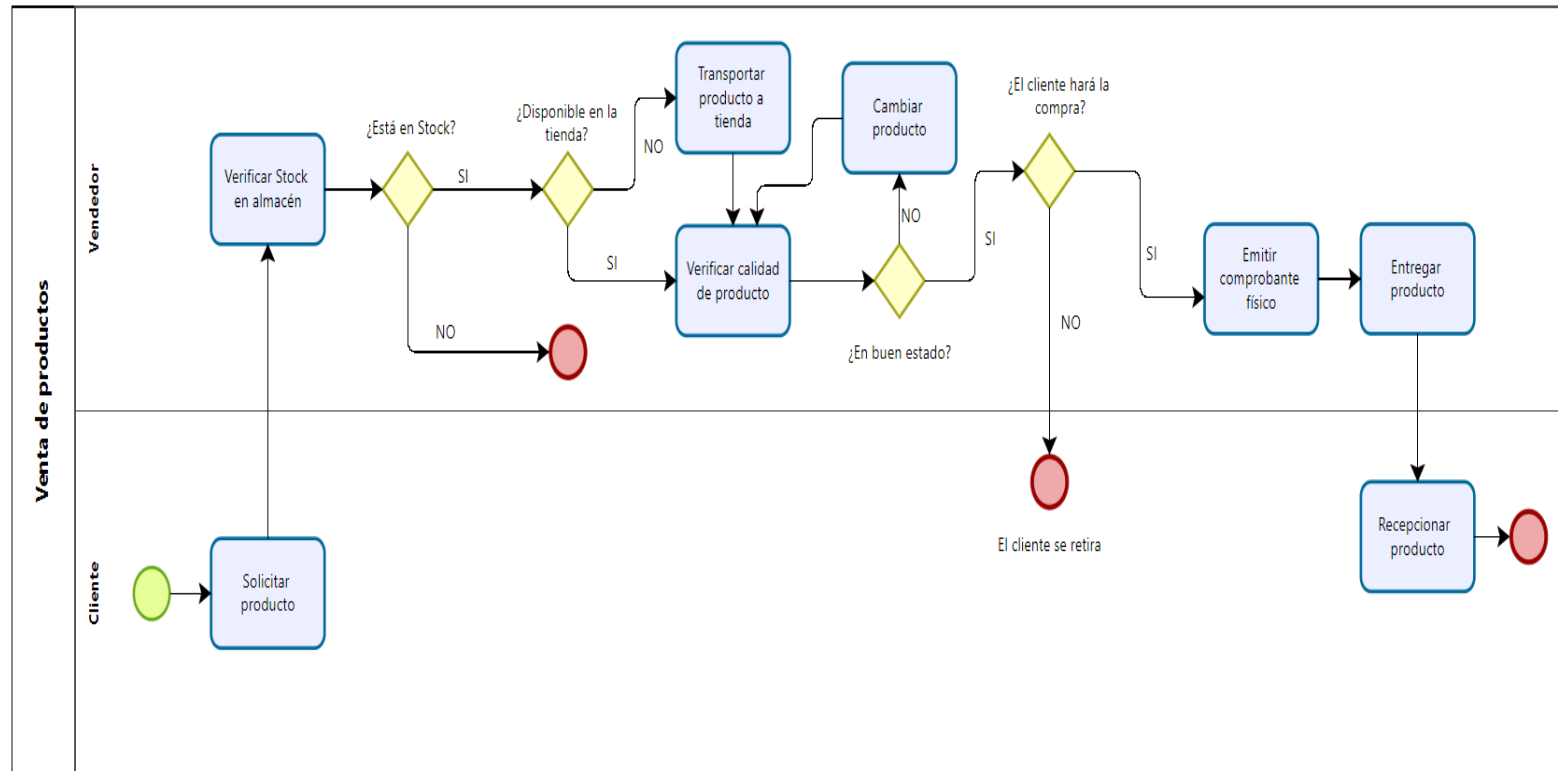 Venta de productos
Vendedor
Cliente
Solicitar
producto
Verificar Stock
en almacén
¿Está en Stock?
SI
NO
¿Disponible en la
tienda?
NO
SI
Transportar
producto a
tienda
Verificar calidad
de producto
Cambiar
producto
NO
¿En buen estado?
SI
¿El cliente hará la
compra?
NO
El cliente se retira
SI
Emitir
comprobante
físico
Entregar
producto
Recepcionar
producto